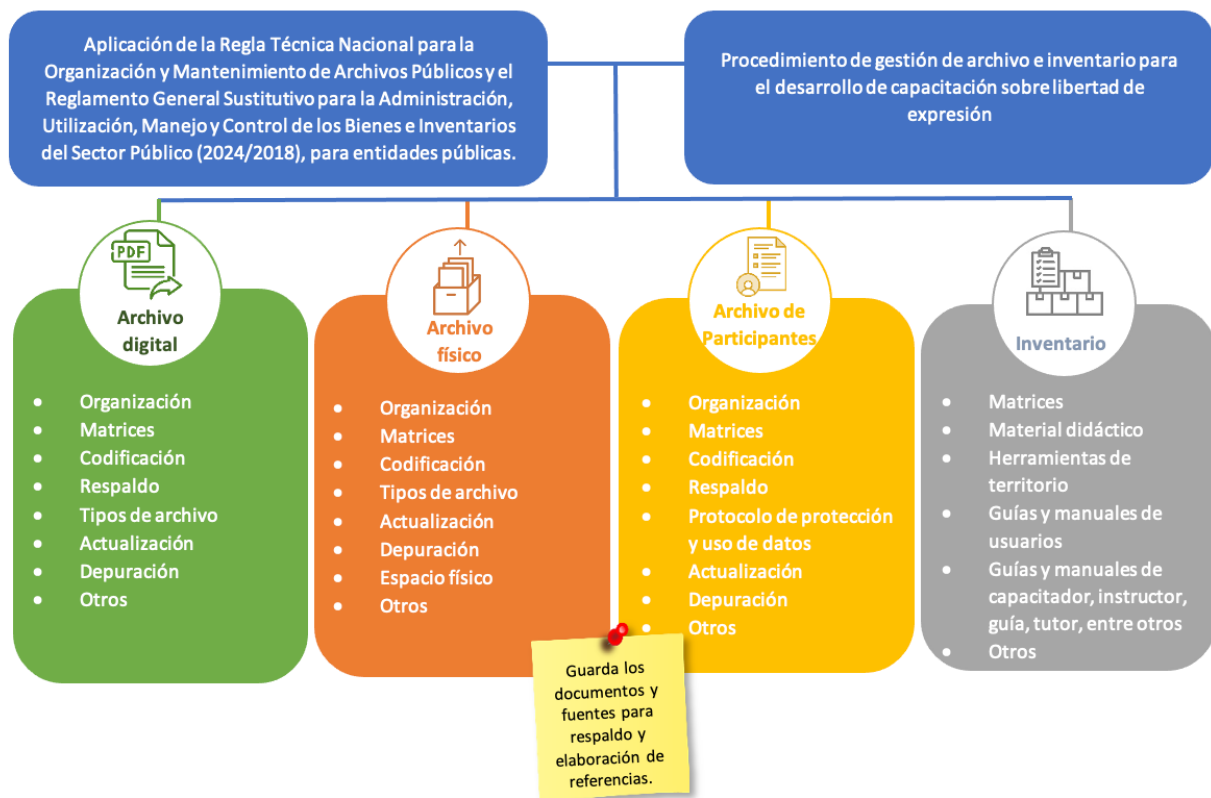 Aplicación de la Regla Técnica Nacional para la
Organización y Mantenimiento de Archivos Públicos y el
Reglamento General Sustitutivo para la Administración,
Utilización, Manejo y Control de los Bienes e Inventarios
del Sector Público (2024/2018), para entidades públicas.
Procedimiento de gestión de archivo e inventario para
el desarrollo de capacitación sobre libertad de
expresión
PDF
Archivo
digital
• Organización
• Matrices
• Codificación
• Respaldo
• Tipos de archivo
• Actualización
• Depuración
• Otros
Archivo
físico
• Organización
• Matrices
• Codificación
• Tipos de archivo
• Actualización
• Depuración
• Espacio físico
• Otros
Archivo de
Participantes
• Organización
• Matrices
• Codificación
• Respaldo
• Protocolo de protección
y uso de datos
• Actualización
• Depuración
• Otros
Inventario
• Matrices
• Material didáctico
• Herramientas de
territorio
• Guías y manuales de
usuarios
• Guías y manuales de
capacitador, instructor,
guía, tutor, entre otros
• Otros
Guarda los
documentos y
fuentes para
respaldo y
elaboración de
referencias.